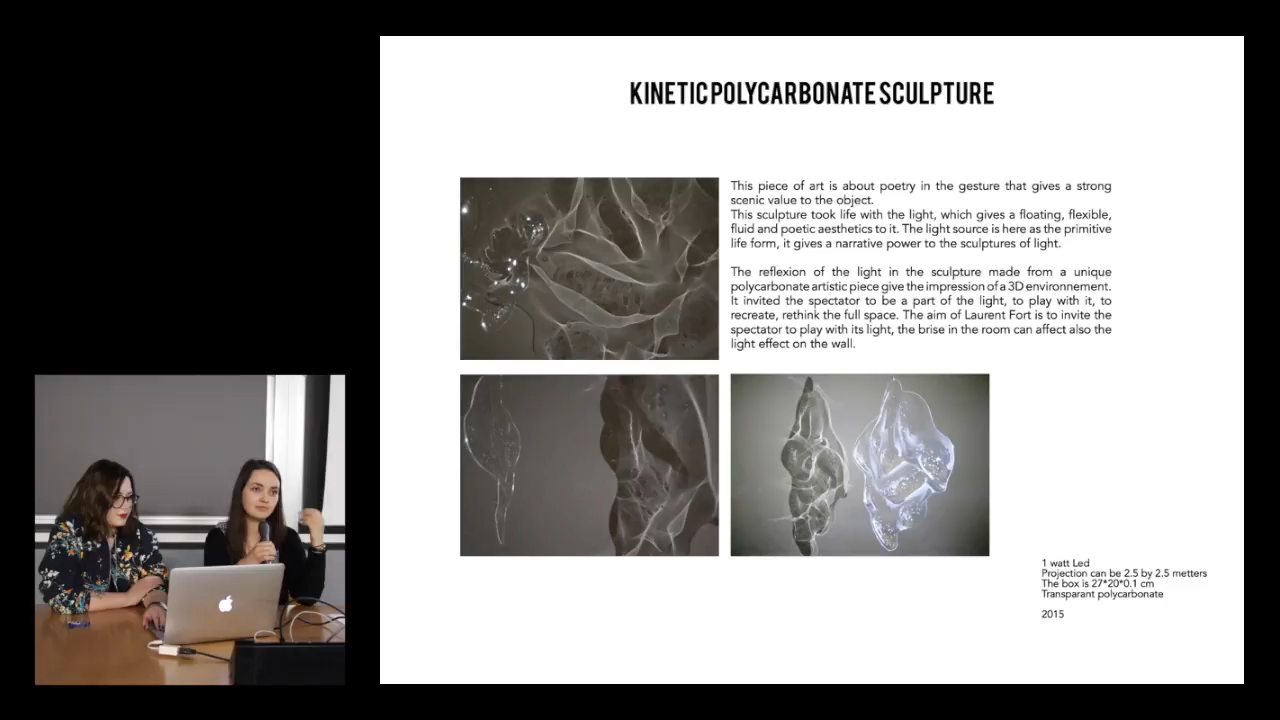 KINETIC POLYCARBONATE SCULPTURE
This piece of art is about poetry in the gesture that gives a strong
scenic value to the object.
This sculpture took life with the light, which gives a floating, flexible,
fluid and poetic aesthetics to it. The light source is here as the primitive
life form, it gives a narrative power to the sculptures of light.
The reflexion of the light in the sculpture made from a unique
polycarbonate artistic piece give the impression of a 3D environnement.
It invited the spectator to be a part of the light, to play with it, to
recreate, rethink the full space. The aim of Laurent Fort is to invite the
spectator to play with its light, the brise in the room can affect also the
light effect on the wall.
1 watt Led
Projection can be 2.5 by 2.5 metters
The box is 27*20*0.1 cm
Transparant polycarbonate
2015